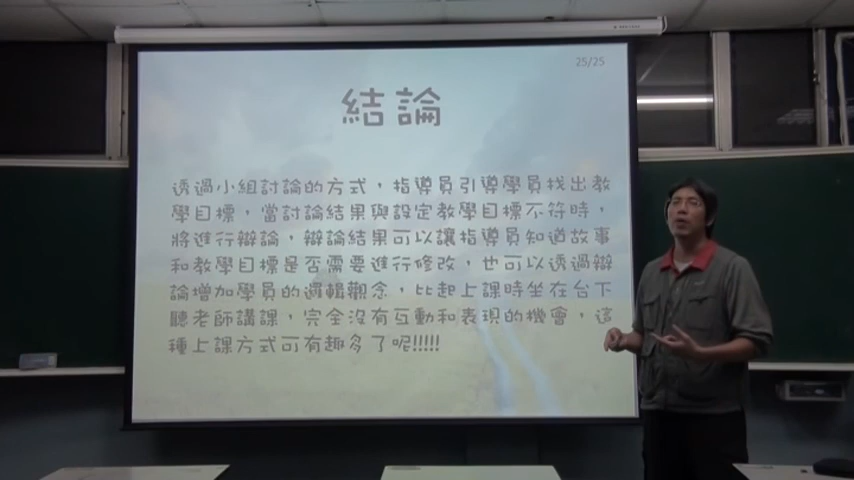 25/25
結論
透過小組討論的方式，指導員引導學員找出教
學目標，當討論結果與設定教學目標不符時，
將進行辯論，辯論結果可以讓指導員知道故事
和教學目標是否需要進行修改，也可以透過辯
論增加學員的邏輯觀念，比起上課時坐在台下
聽老師講課，完全沒有互動和表現的機會，這
種上課方式可有趣多了呢!!!!!